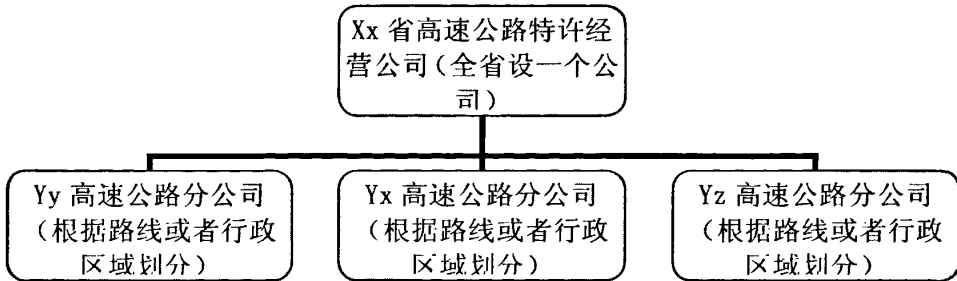 Xx 省高速公路特许经
营公司(全省设一个公
司)
Yy 高速公路分公司
(根据路线或者行政
区域划分)
Yx 高速公路分公司
(根据路线或者行政
区域划分)
Yz 高速公路分公司
(根据路线或者行政
区域划分)